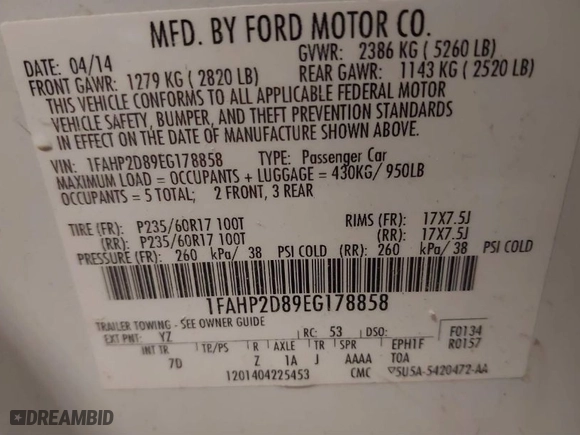 MFD. BY FORD MOTOR CO.
DATE: 04/14 GVWR: 2386 KG ( 5260 LB)
FRONT GAWR: 1279 KG ( 2820 LB) REAR GAWR: 1143 KG ( 2520 LB)
THIS VEHICLE CONFORMS TO ALL APPLICABLE FEDERAL MOTOR
VEHICLE SAFETY, BUMPER, AND THEFT PREVENTION STANDARDS
IN EFFECT ON THE DATE OF MANUFACTURE SHOWN ABOVE.
VIN: 1FAHP2D89EG178858 TYPE: Passenger Car
MAXIMUM LOAD = OCCUPANTS + LUGGAGE = 430KG/ 950LB
OCCUPANTS = 5 TOTAL; 2 FRONT, 3 REAR
TIRE (FR): P235/60R17 100T RIMS (FR): 17X7.5J
(RR): P235/60R17 100T (RR): 17X7.5J
PRESSURE (FR): 260 kPa/ 38 PSI COLD (RR): 260 kPa/ 38 PSI COLD
1FAHP2D89EG178858
TRAILER TOWING - SEE OWNER GUIDE
EXT PNT: YZ RC: 53 DSO: F0134
INT TR TP/PS R AXLE TR SPR EPH1F R0157
7D Z 1A J AAAA T0A
1201404225453 CMC 5U5A-5420472-AA
DREAMBID